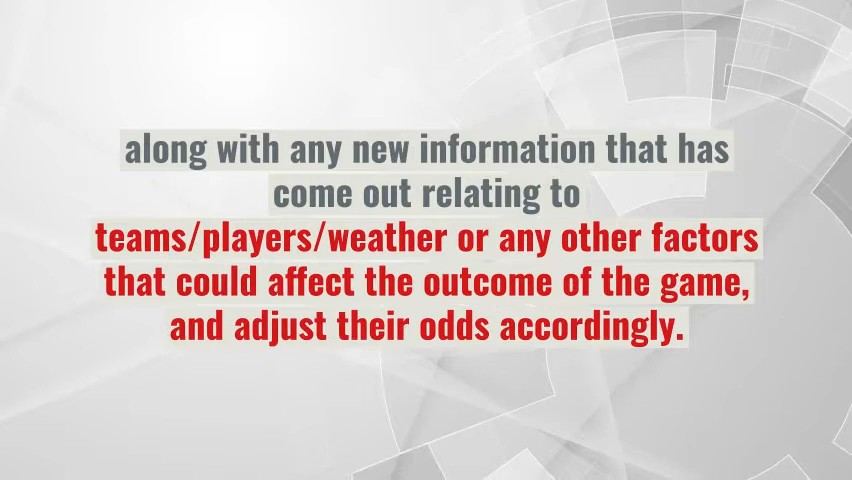 along with any new information that has
come out relating to
teams/players/weather or any other factors
that could affect the outcome of the game,
and adjust their odds accordingly.